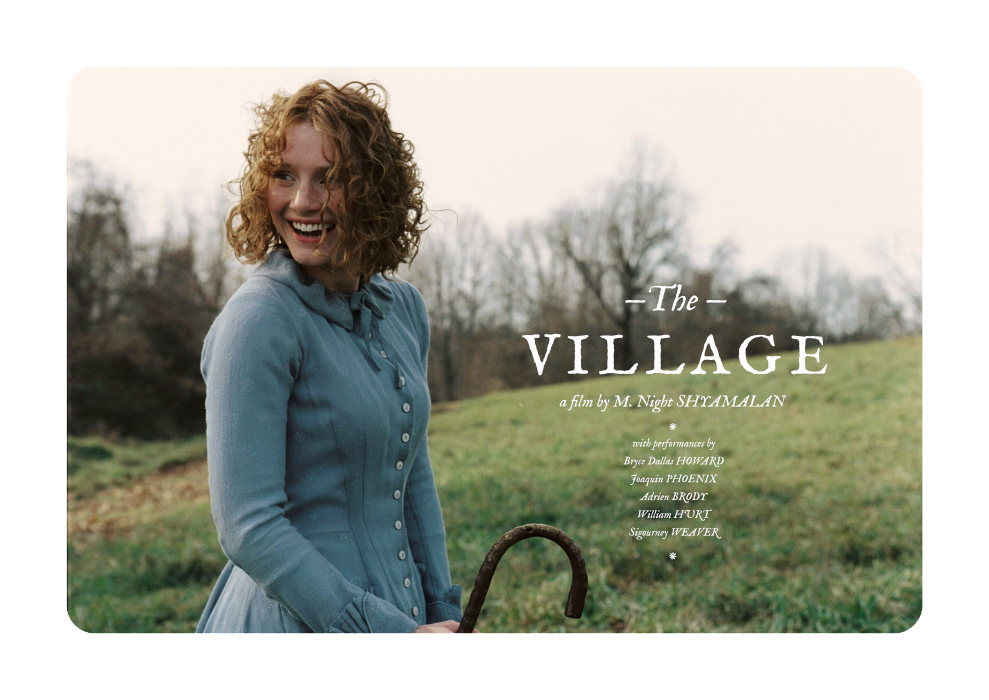 – The –
VILLAGE
a film by M. Night SHYAMALAN
*
with performances by
Bryce Dallas HOWARD
Joaquin PHOENIX
Adrien BRODY
William HURT
Sigourney WEAVER
*